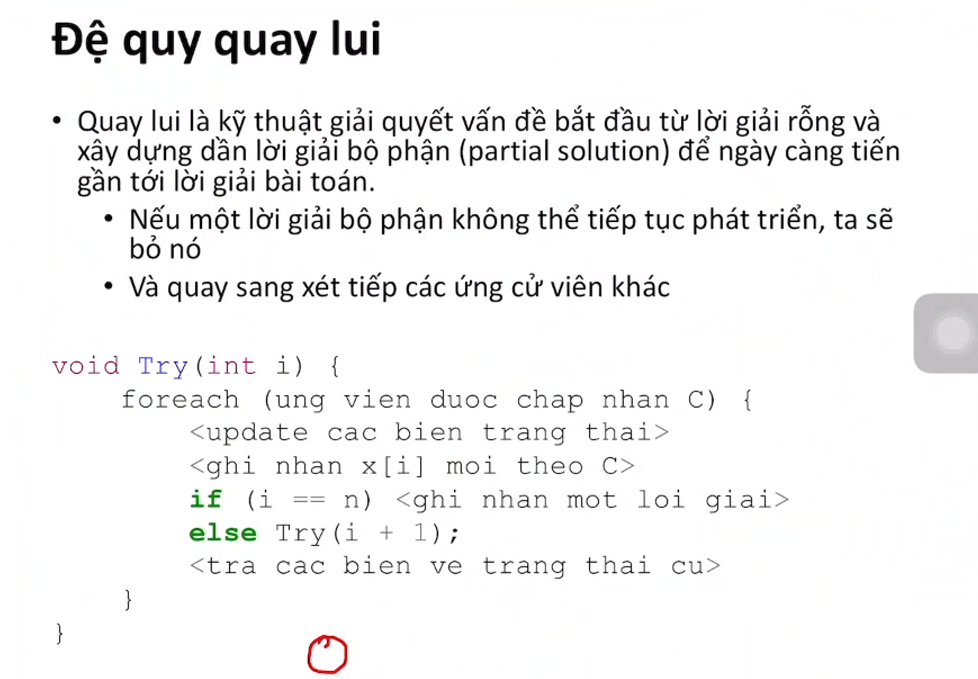 Đệ quy quay lui
• Quay lui là kỹ thuật giải quyết vấn đề bắt đầu từ lời giải rỗng và
xây dựng dần lời giải bộ phận (partial solution) để ngày càng tiến
gần tới lời giải bài toán.
• Nếu một lời giải bộ phận không thể tiếp tục phát triển, ta sẽ
bỏ nó
• Và quay sang xét tiếp các ứng cử viên khác
void Try(int i) {
foreach (ung vien duoc chap nhan C) {
<update cac bien trang thai>
<ghi nhan x[i] moi theo C>
if (i == n) <ghi nhan mot loi giai>
else Try(i + 1);
<tra cac bien ve trang thai cu>
}
}